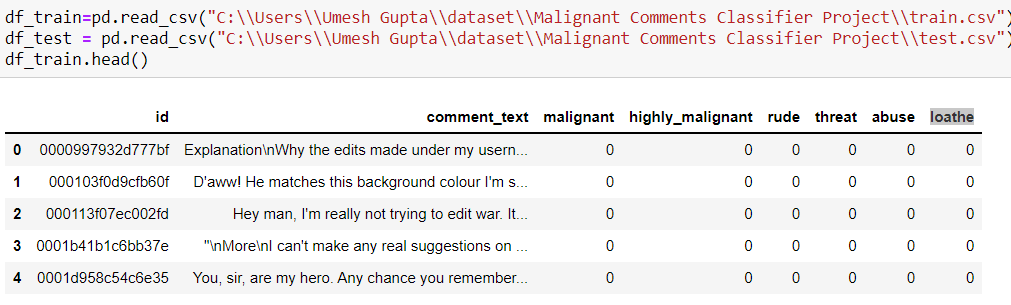 df_train=pd.read_csv("C:\\Users\\Umesh Gupta\\dataset\\Malignant Comments Classifier Project\\train.csv")
df_test = pd.read_csv("C:\\Users\\Umesh Gupta\\dataset\\Malignant Comments Classifier Project\\test.csv")
df_train.head()
id comment_text malignant highly_malignant rude threat abuse loathe
0 0000997932d777bf Explanation\nWhy the edits made under my usern... 0 0 0 0 0 0
1 000103f0d9cfb60f D'aww! He matches this background colour I'm s... 0 0 0 0 0 0
2 000113f07ec002fd Hey man, I'm really not trying to edit war. It... 0 0 0 0 0 0
3 0001b41b1c6bb37e "\nMore\nI can't make any real suggestions on ... 0 0 0 0 0 0
4 0001d958c54c6e35 You, sir, are my hero. Any chance you remember... 0 0 0 0 0 0